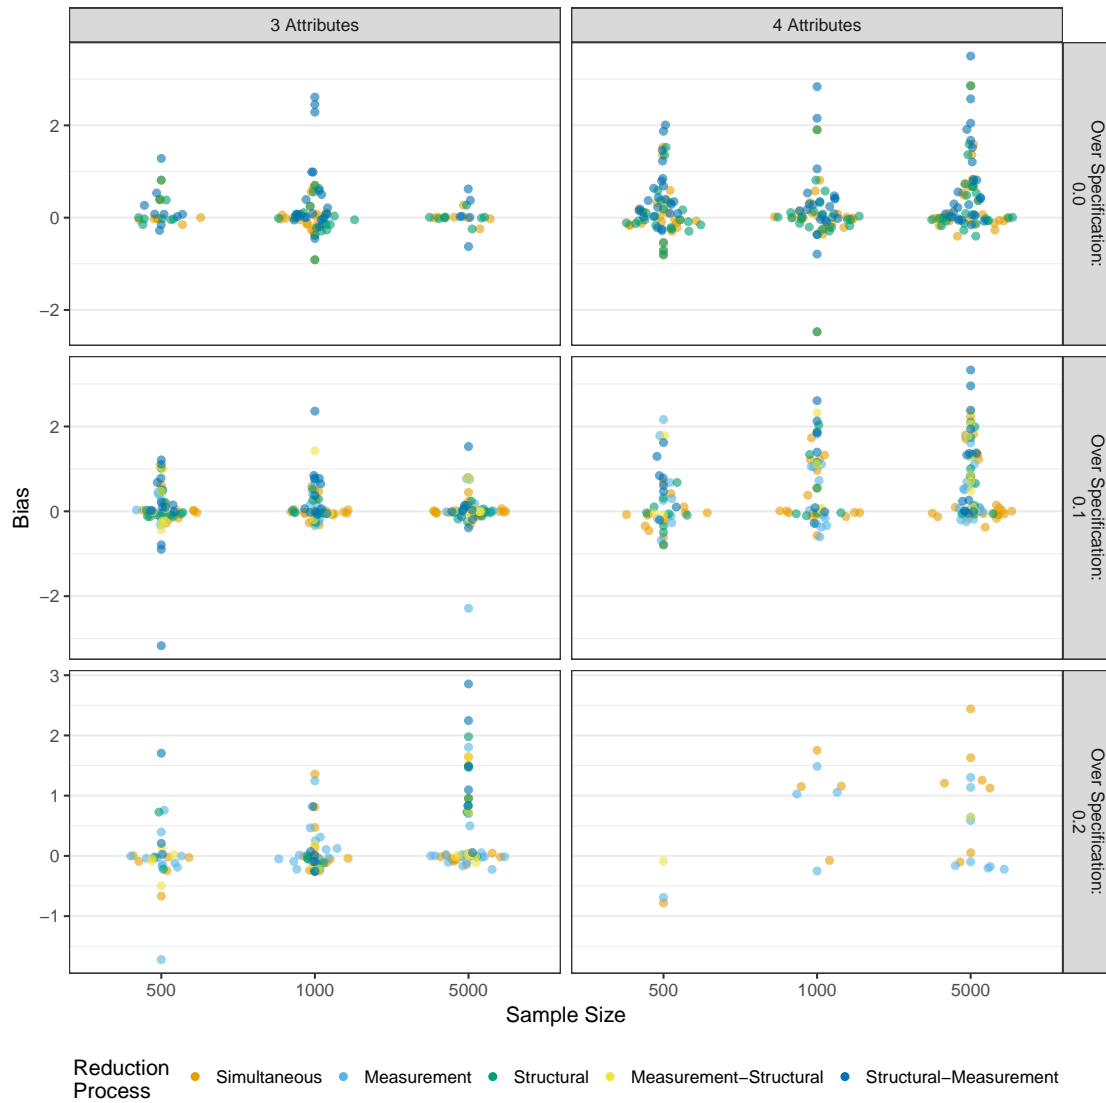 3 Attributes
4 Attributes
2
0
−2
Over Specification:
0.0
2
0
−2
Over Specification:
0.1
3
2
1
0
−1
Over Specification:
0.2
Bias
500
1000
5000
500
1000
5000
Sample Size
Reduction
Process
Simultaneous
Measurement
Structural
Measurement−Structural
Structural−Measurement